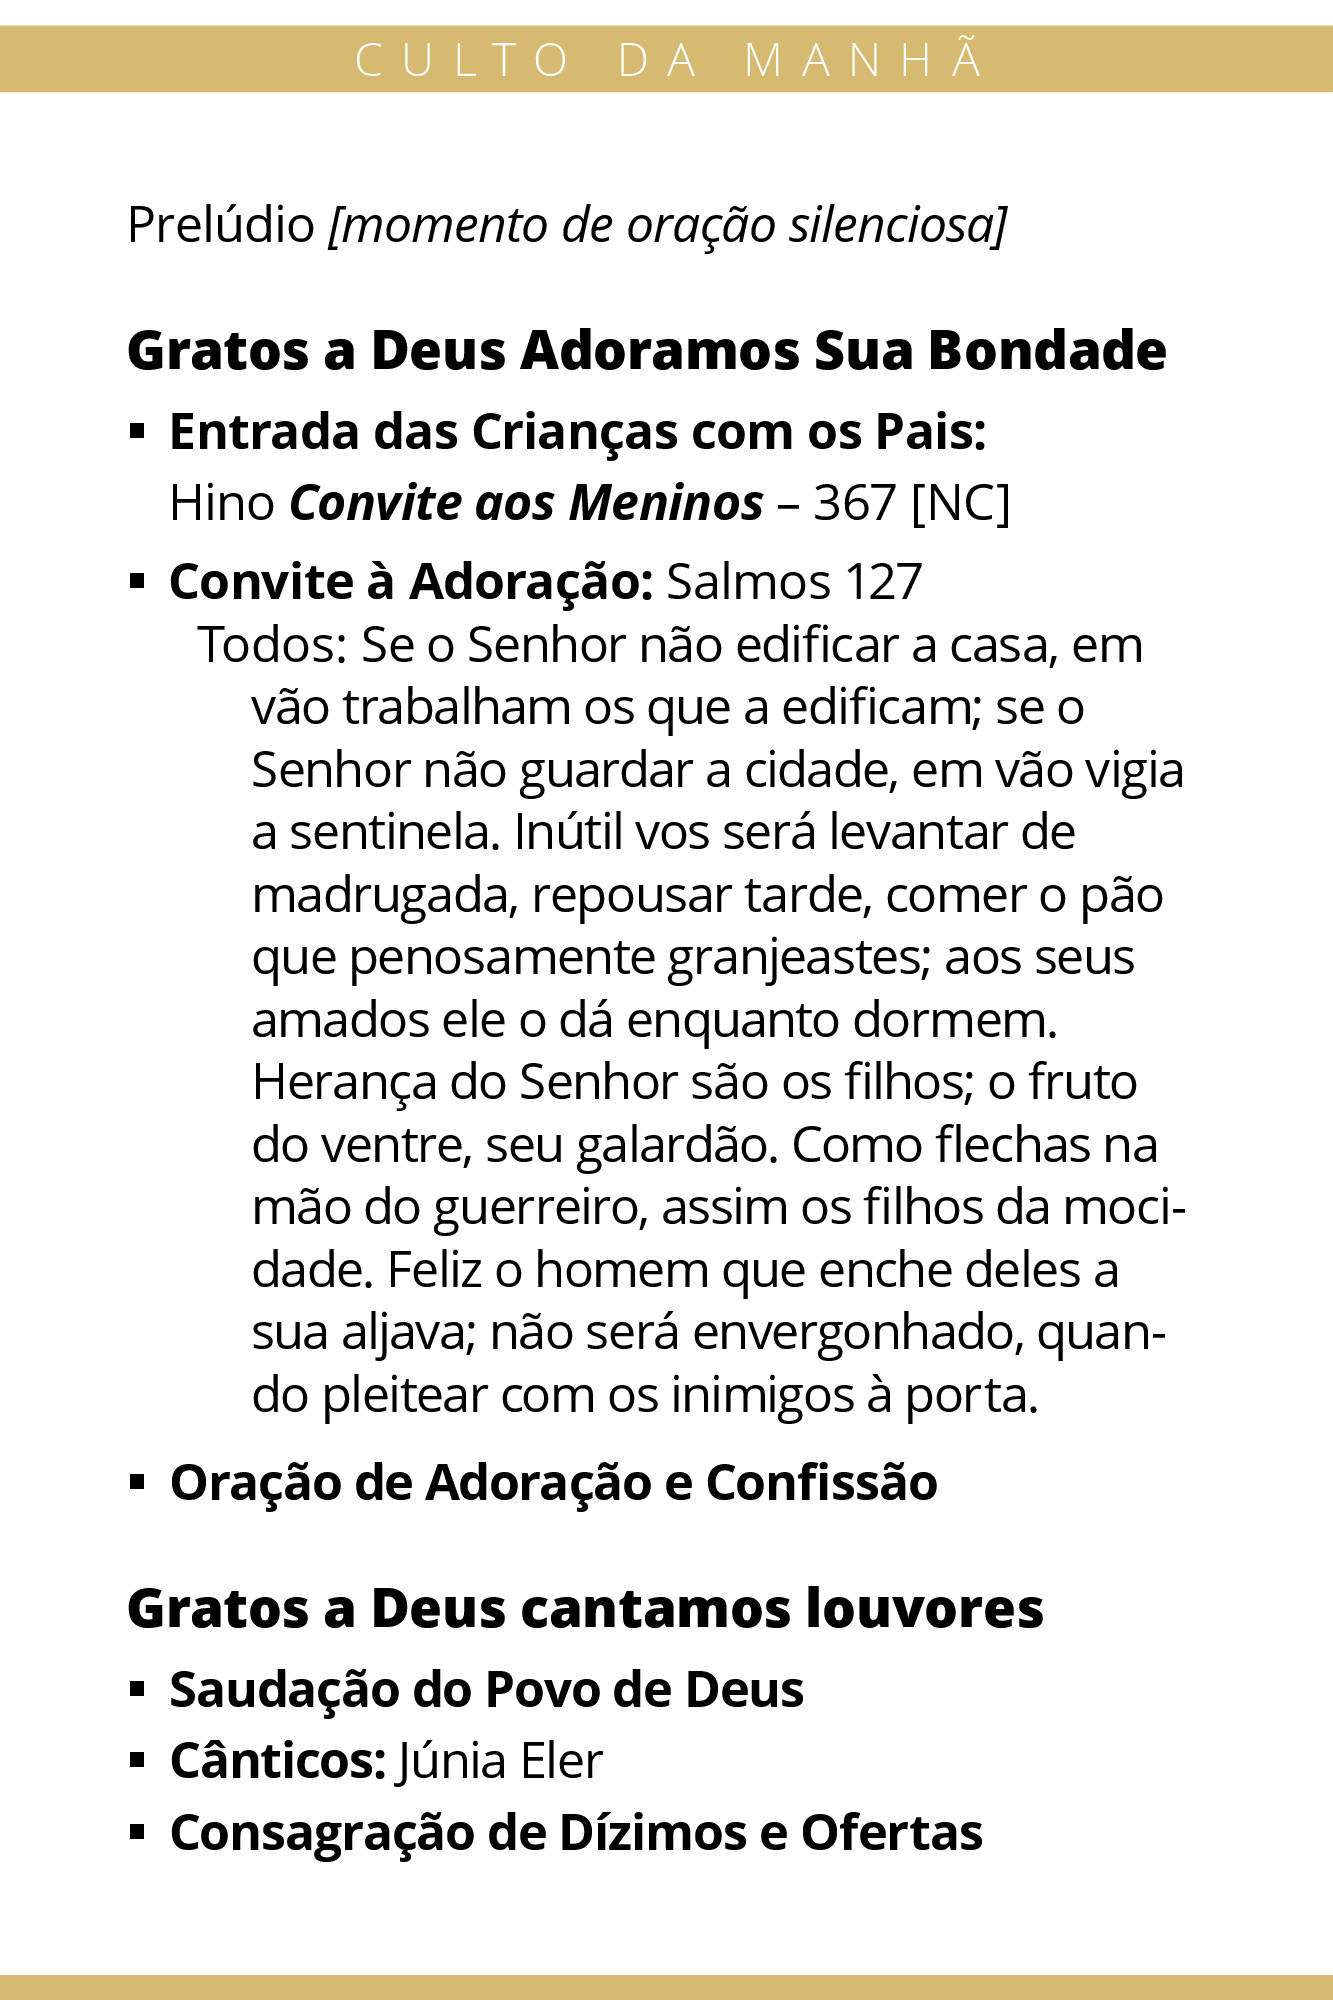 CULTO DA MANHÃ
Prelúdio [momento de oração silenciosa]
Gratos a Deus Adoramos Sua Bondade
▪ Entrada das Crianças com os Pais:
Hino Convite aos Meninos – 367 [NC]
▪ Convite à Adoração: Salmos 127
Todos: Se o Senhor não edificar a casa, em
vão trabalham os que a edificam; se o
Senhor não guardar a cidade, em vão vigia
a sentinela. Inútil vos será levantar de
madrugada, repousar tarde, comer o pão
que penosamente granjeastes; aos seus
amados ele o dá enquanto dormem.
Herança do Senhor são os filhos; o fruto
do ventre, seu galardão. Como flechas na
mão do guerreiro, assim os filhos da moci-
dade. Feliz o homem que enche deles a
sua aljava; não será envergonhado, quan-
do pleitear com os inimigos à porta.
▪ Oração de Adoração e Confissão
Gratos a Deus cantamos louvores
▪ Saudação do Povo de Deus
▪ Cânticos: Júnia Eler
▪ Consagração de Dízimos e Ofertas